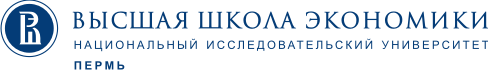 ВЫСШАЯ ШКОЛА ЭКОНОМИКИ
НАЦИОНАЛЬНЫЙ ИССЛЕДОВАТЕЛЬСКИЙ УНИВЕРСИТЕТ
ПЕРМЬ